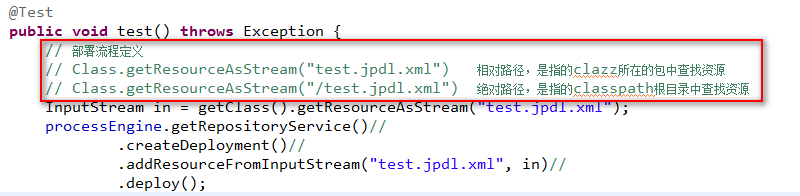 @Test
public void test() throws Exception {
// 部署流程定义
// Class.getResourceAsStream("test.jpdl.xml") 相对路径，是指的clazz所在的包中查找资源
// Class.getResourceAsStream("/test.jpdl.xml") 绝对路径，是指的classpath根目录中查找资源
InputStream in = getClass().getResourceAsStream("test.jpdl.xml");
processEngine.getRepositoryService()//
.createDeployment()//
.addResourceFromInputStream("test.jpdl.xml", in)//
.deploy();